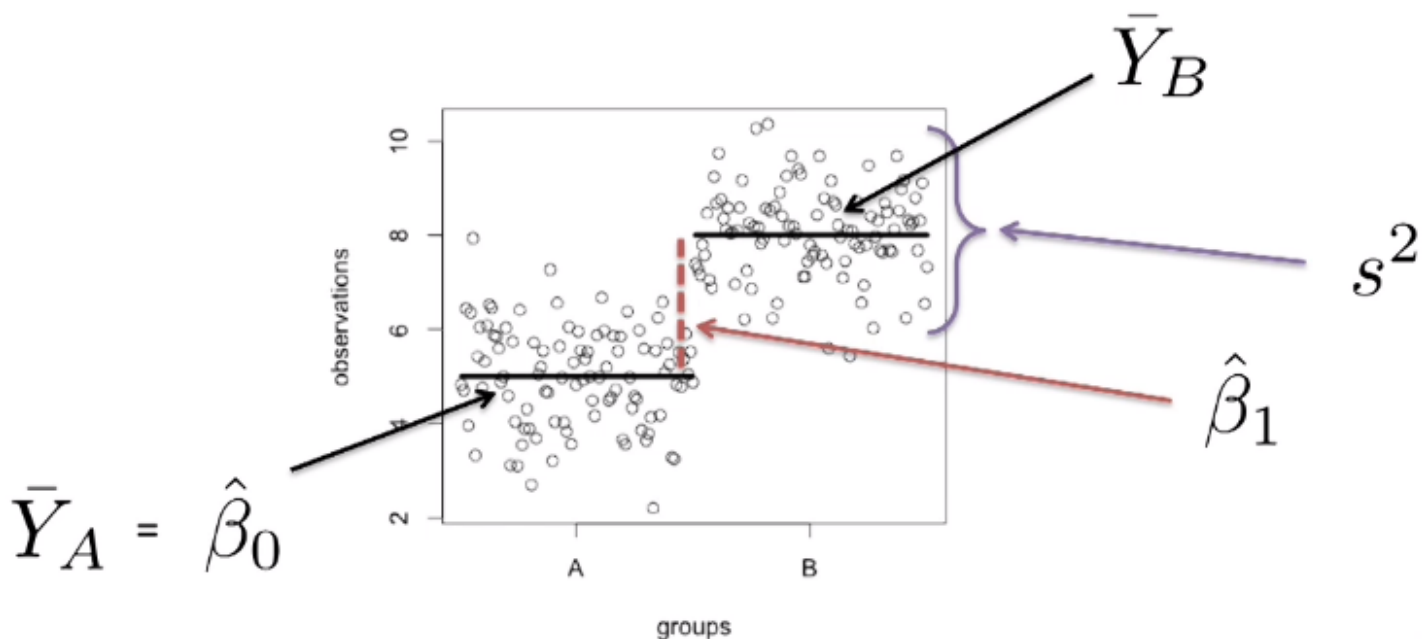 Ȳ_B
10
8
6
4
2
observations
s²
β̂₁
Ȳ_A = β̂₀
A B
groups